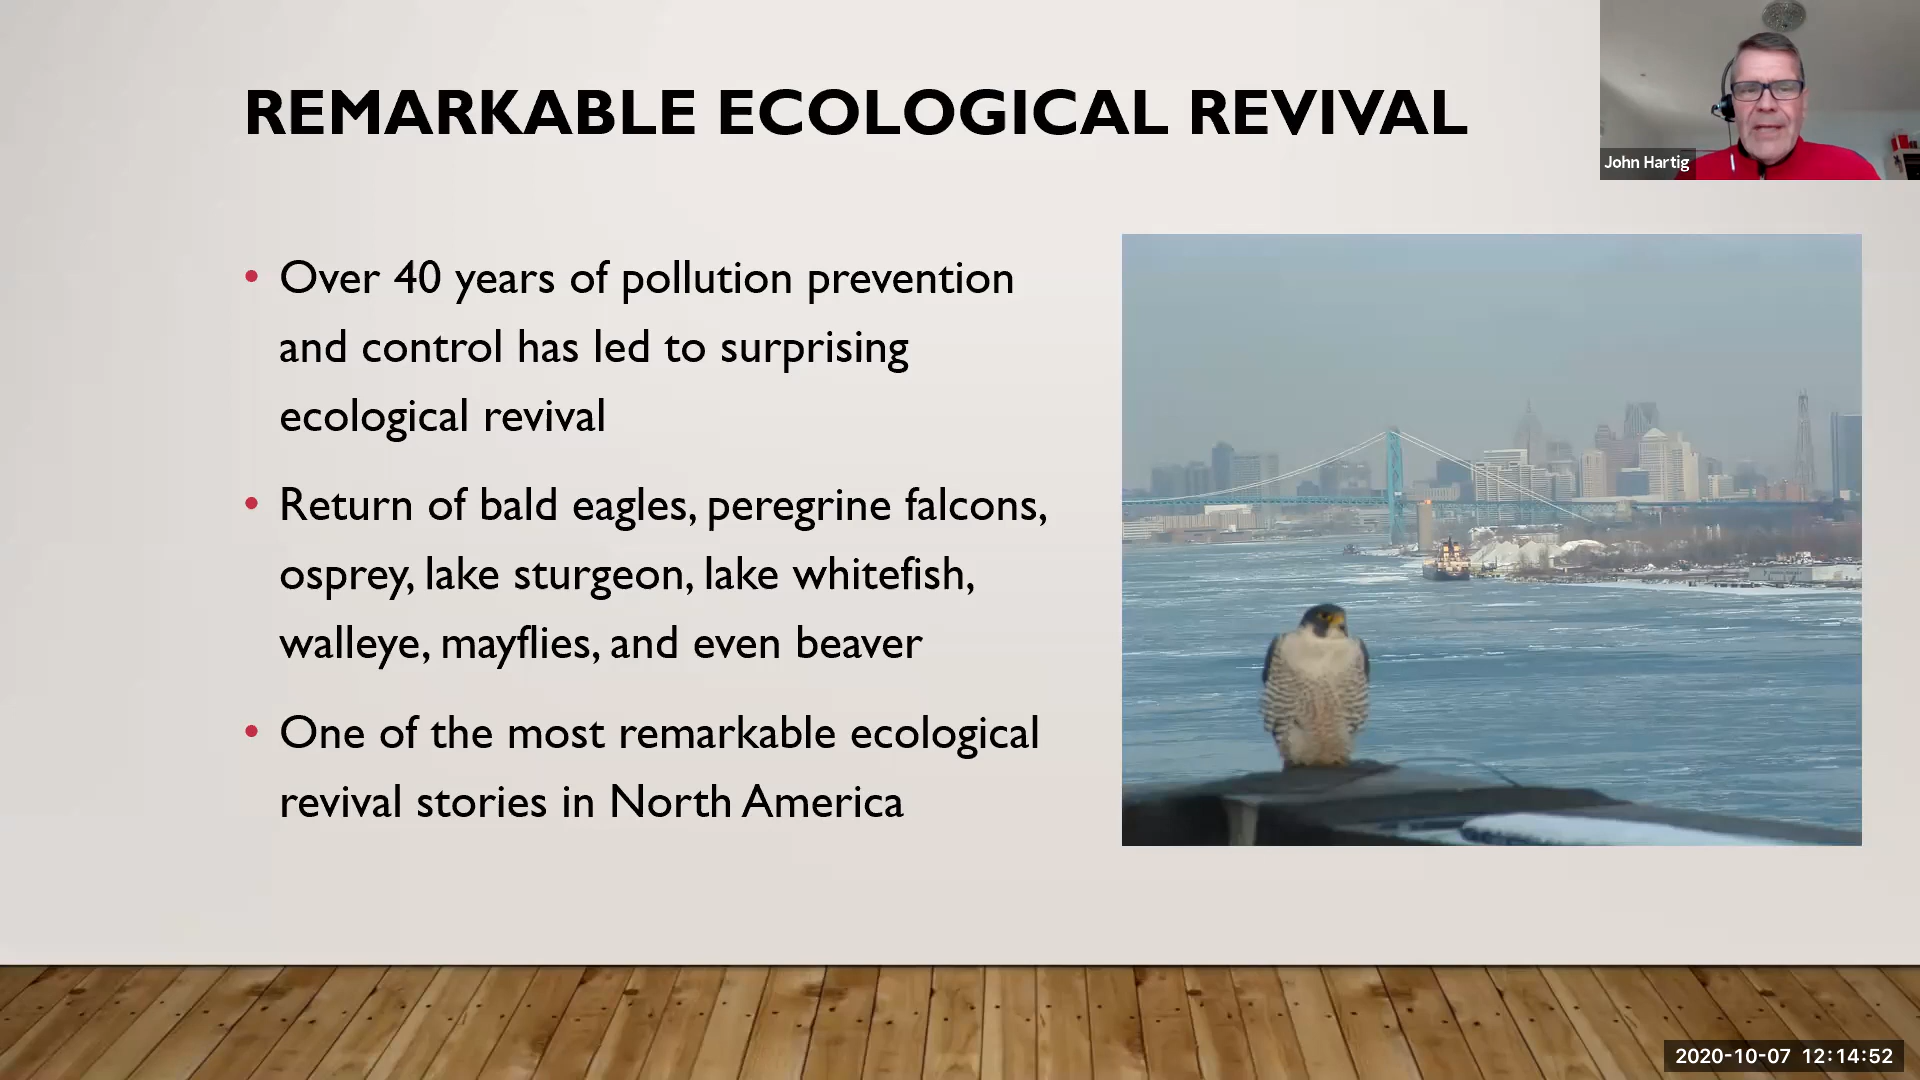 REMARKABLE ECOLOGICAL REVIVAL
John Hartig
• Over 40 years of pollution prevention
and control has led to surprising
ecological revival
• Return of bald eagles, peregrine falcons,
osprey, lake sturgeon, lake whitefish,
walleye, mayflies, and even beaver
• One of the most remarkable ecological
revival stories in North America
2020-10-07 12:14:52